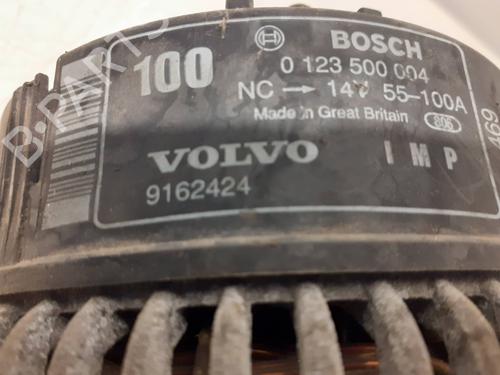 100
BOSCH
0 123 500 004
NC → 14V 55-100A
Made in Great Britain
806
469
VOLVO
I M P
9162424
B-PARTS